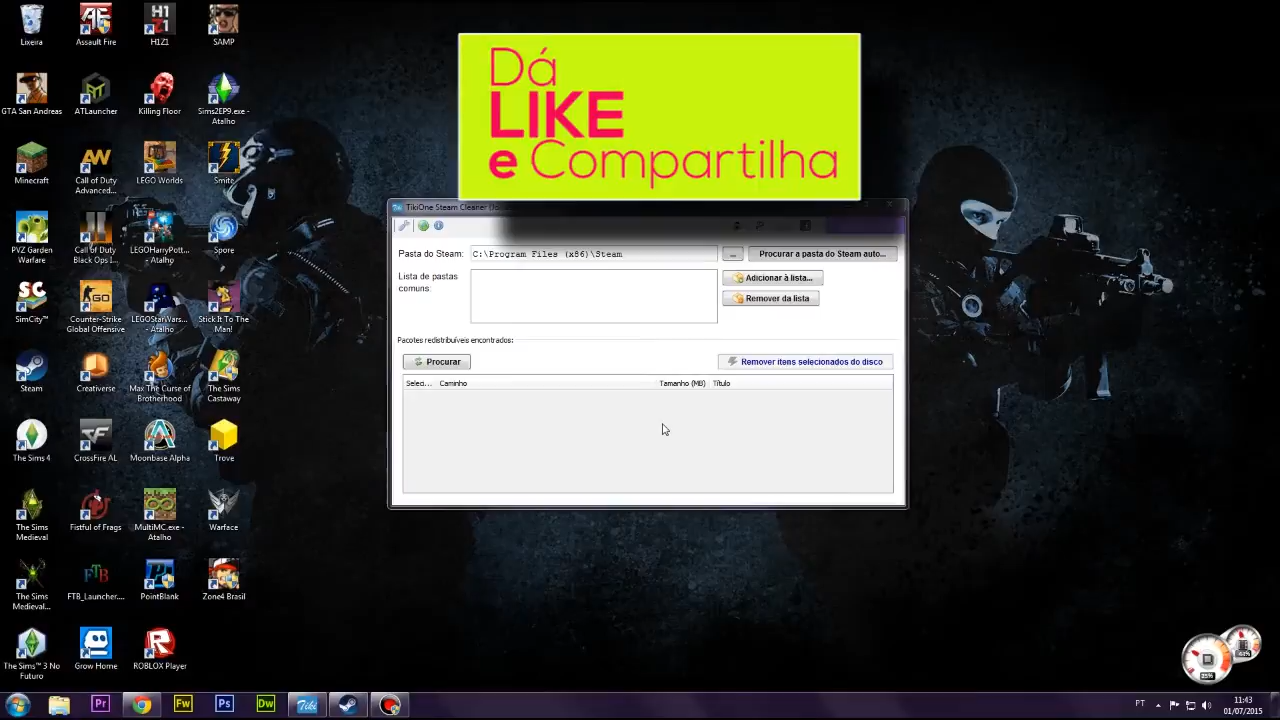 Lixeira
Assault Fire
H1Z1
SAMP
GTA San Andreas
ATLauncher
Killing Floor
Sims2EP9.exe -
Atalho
Minecraft
Call of Duty
Advanced...
LEGO Worlds
Smite
PVZ Garden
Warfare
Call of Duty
Black Ops I...
LEGOHarryPott...
- Atalho
Spore
SimCity™
Counter-Strike
Global Offensive
LEGOStarWars...
- Atalho
Stick It To The
Man!
Steam
Creativerse
Max The Curse of
Brotherhood
The Sims
Castaway
The Sims 4
CrossFire AL
Moonbase Alpha
Trove
The Sims
Medieval
Fistful of Frags
MultiMC.exe -
Atalho
Warface
The Sims
Medieval...
FTB_Launcher....
PointBlank
Zone4 Brasil
The Sims™ 3 No
Futuro
Grow Home
ROBLOX Player
Dá
LIKE
e Compartilha
TikiOne Steam Cleaner
Pasta do Steam:
C:\Program Files (x86)\Steam
...
Procurar a pasta do Steam auto...
Lista de pastas
comuns:
Adicionar à lista...
Remover da lista
Pacotes redistribuíveis encontrados:
Procurar
Remover itens selecionados do disco
Seleci...
Caminho
Tamanho (MB)
Título
Pr
Fw
Ps
Dw
Tiki
PT
11:43
01/07/2015